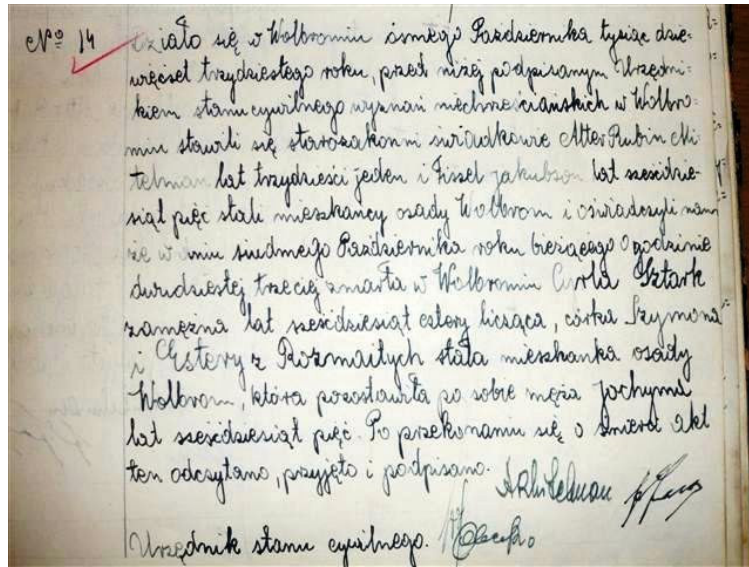 Nº 14
Działo się w Wolbromiu ósmego Października tysiąc dzie=
więćset trzydziestego roku, przed niżej podpisanym Urzędni=
kiem stanu cywilnego wyznań niechrześciańskich w Wolbro=
miu stawili się starozakonni świadkowie Alter Rubin Mi=
telman lat trzydzieści jeden i Fiszel Jakubson lat sześćdzie=
siąt pięć stali mieszkańcy osady Wolbrom i oświadczyli nam
że w dniu siódmego Października roku bieżącego o godzinie
dwudziestej trzeciej zmarła w Wolbromiu Cyrla Sztark
zamężna lat sześćdziesiąt cztery licząca, córka Szymona
i Estery z Rozmaitych stała mieszkanka osady
Wolbrom, która pozostawiła po sobie męża Jochyma
lat sześćdziesiąt pięć. Po przekonaniu się o śmierci akt
ten odczytano, przyjęto i podpisano.
Urzędnik stanu cywilnego.